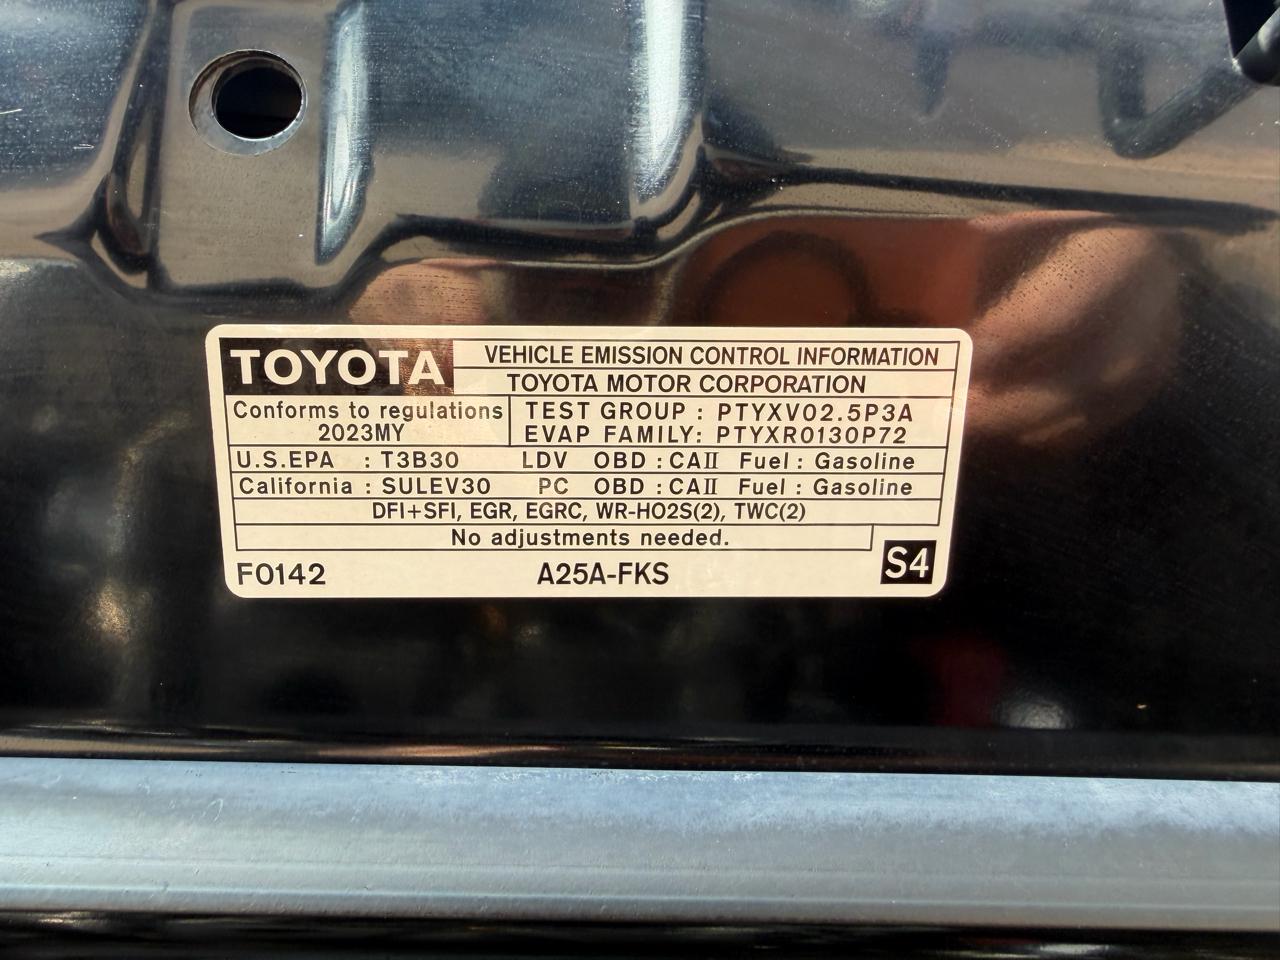 TOYOTA VEHICLE EMISSION CONTROL INFORMATION
TOYOTA MOTOR CORPORATION
Conforms to regulations
2023MY
TEST GROUP : PTYXV02.5P3A
EVAP FAMILY: PTYXR0130P72
U.S.EPA : T3B30 LDV OBD : CAII Fuel : Gasoline
California : SULEV30 PC OBD : CAII Fuel : Gasoline
DFI+SFI, EGR, EGRC, WR-HO2S(2), TWC(2)
No adjustments needed.
F0142 A25A-FKS S4